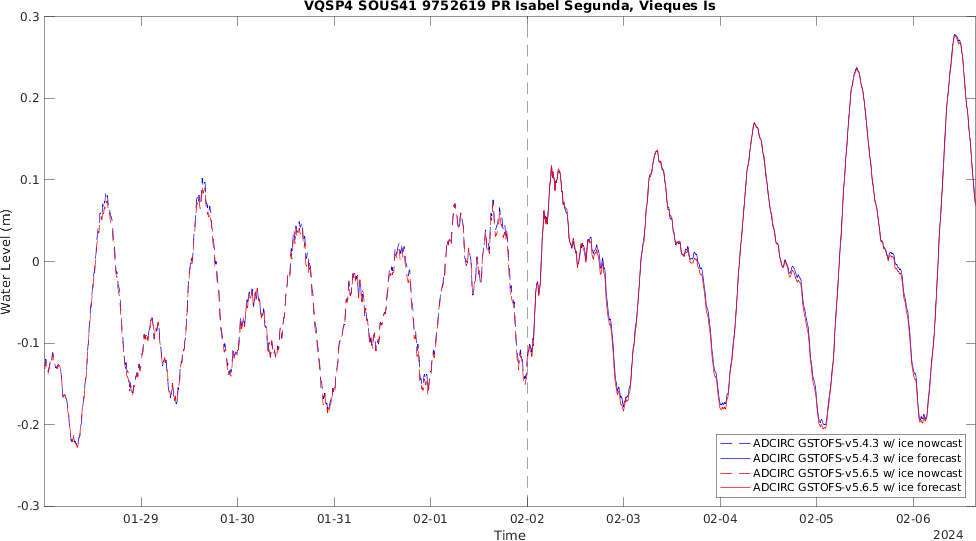 VQSP4 SOUS41 9752619 PR Isabel Segunda, Vieques Is
0.3
0.2
0.1
0
-0.1
-0.2
-0.3
Water Level (m)
ADCIRC GSTOFS-v5.4.3 w/ ice nowcast
ADCIRC GSTOFS-v5.4.3 w/ ice forecast
ADCIRC GSTOFS-v5.6.5 w/ ice nowcast
ADCIRC GSTOFS-v5.6.5 w/ ice forecast
01-29 01-30 01-31 02-01 02-02 02-03 02-04 02-05 02-06
Time
2024